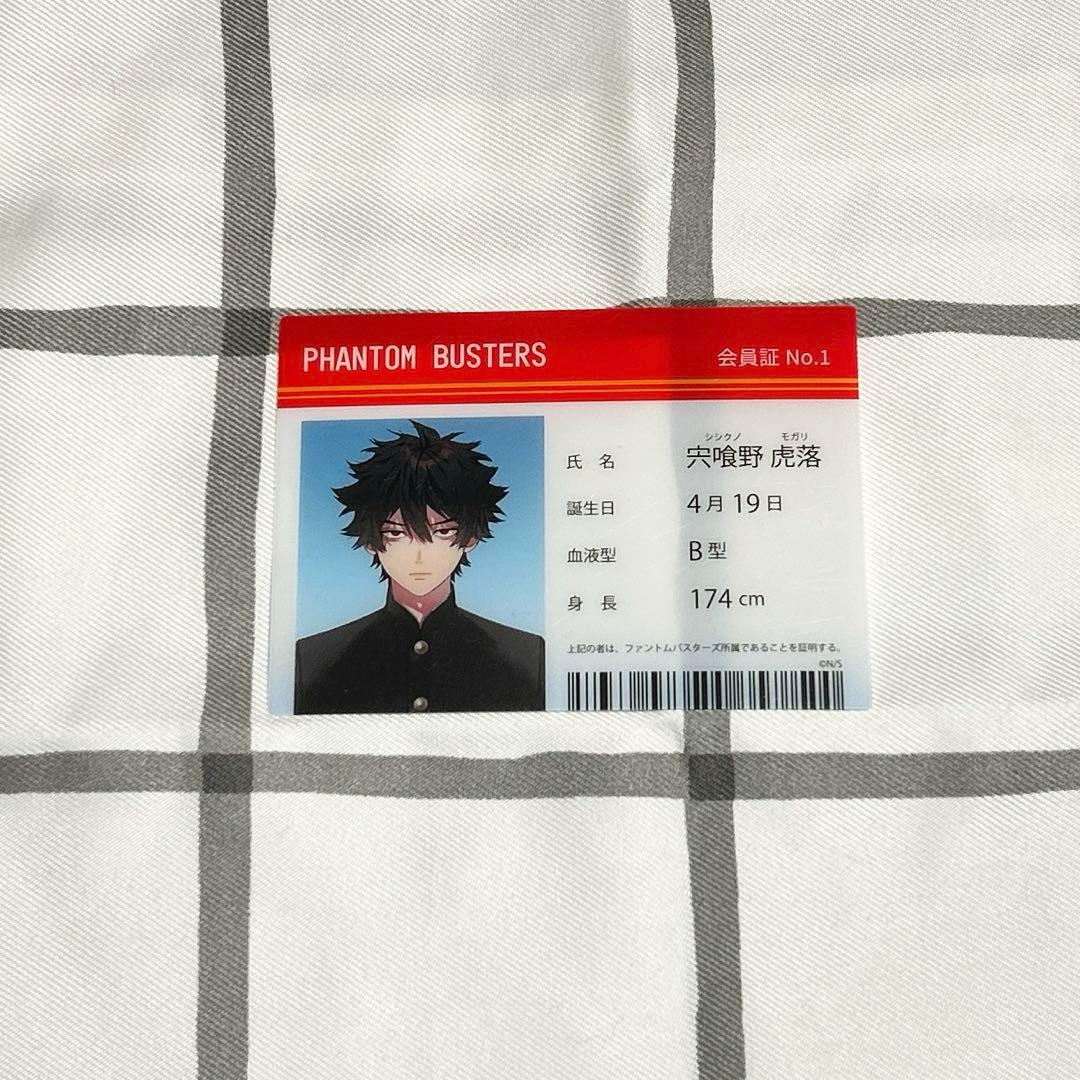 PHANTOM BUSTERS 会員証 No.1
シシクノ モガリ
氏名 宍喰野 虎落
誕生日 4月19日
血液型 B型
身長 174cm
上記の者は、ファントムバスターズ所属であることを証明する。
©N/S